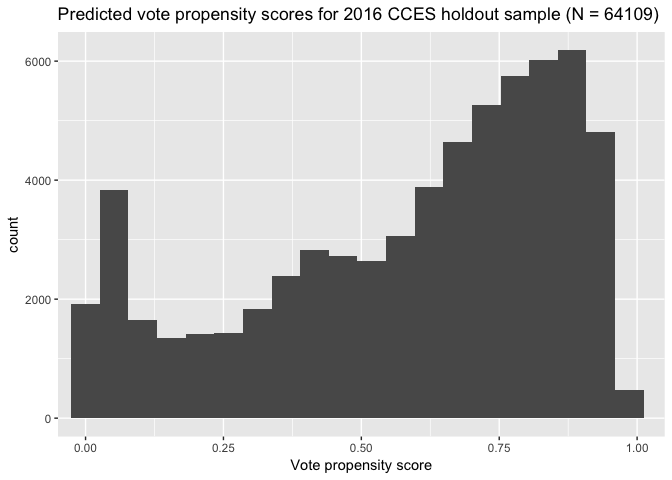 Predicted vote propensity scores for 2016 CCES holdout sample (N = 64109)
6000
4000
count
2000
0
0.00 0.25 0.50 0.75 1.00
Vote propensity score